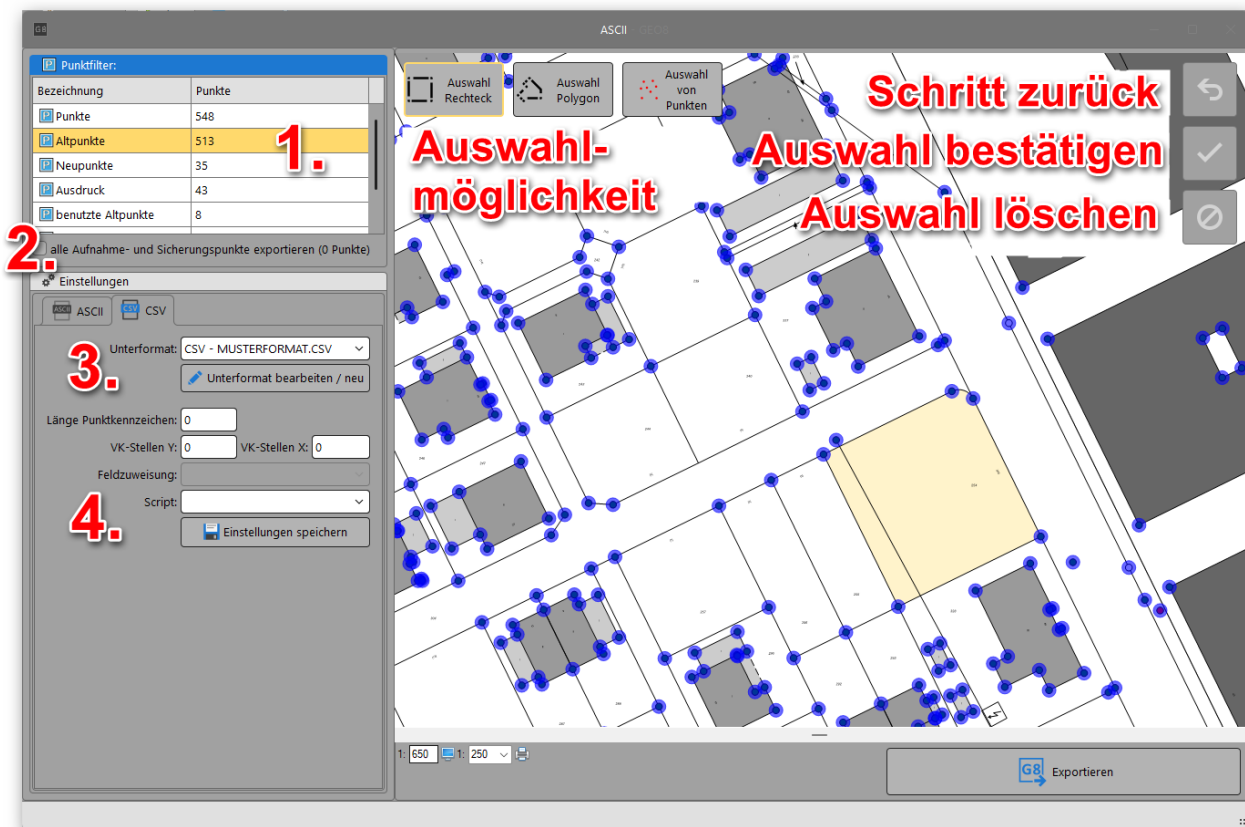 G8
ASCII - GEO8
Punktfilter:
Bezeichnung Punkte
Punkte 548
Altpunkte 513
Neupunkte 35
Ausdruck 43
benutzte Altpunkte 8
1.
2.
alle Aufnahme- und Sicherungspunkte exportieren (0 Punkte)
Einstellungen
ASCII CSV
3.
Unterformat: CSV - MUSTERFORMAT.CSV
Unterformat bearbeiten / neu
Länge Punktkennzeichen: 0
VK-Stellen Y: 0 VK-Stellen X: 0
Feldzuweisung:
4.
Script:
Einstellungen speichern
Auswahl
Rechteck
Auswahl
Polygon
Auswahl
von
Punkten
Auswahl-
möglichkeit
Schritt zurück
Auswahl bestätigen
Auswahl löschen
1: 650 1: 250
G8 Exportieren